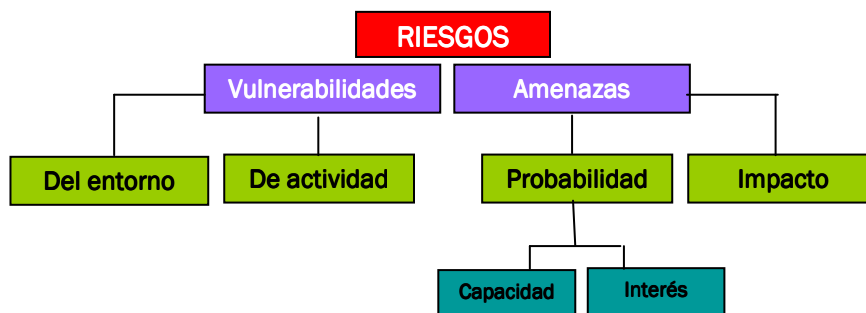 RIESGOS
Vulnerabilidades
Amenazas
Del entorno
De actividad
Probabilidad
Impacto
Capacidad
Interés